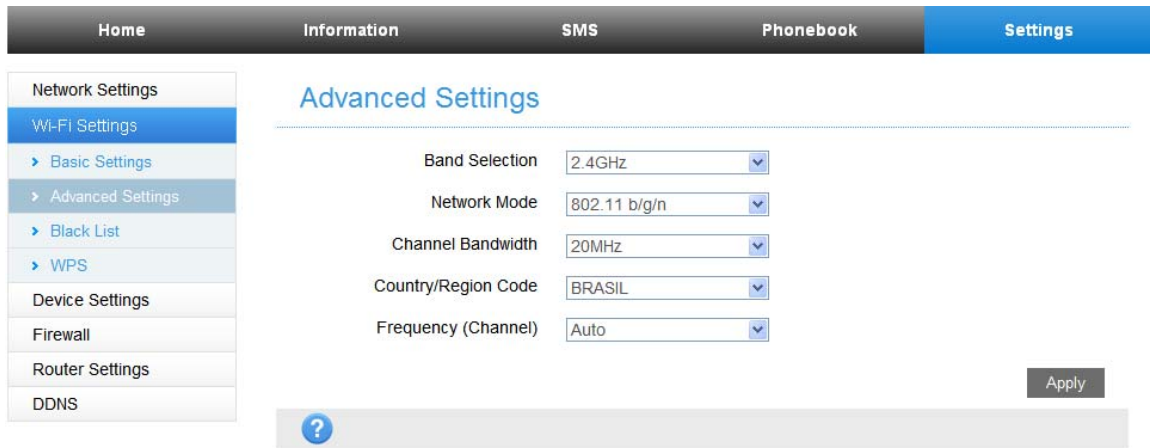 Home Information SMS Phonebook Settings
Network Settings
Wi-Fi Settings
Basic Settings
Advanced Settings
Black List
WPS
Device Settings
Firewall
Router Settings
DDNS
Advanced Settings
Band Selection 2.4GHz
Network Mode 802.11 b/g/n
Channel Bandwidth 20MHz
Country/Region Code BRASIL
Frequency (Channel) Auto
Apply
?